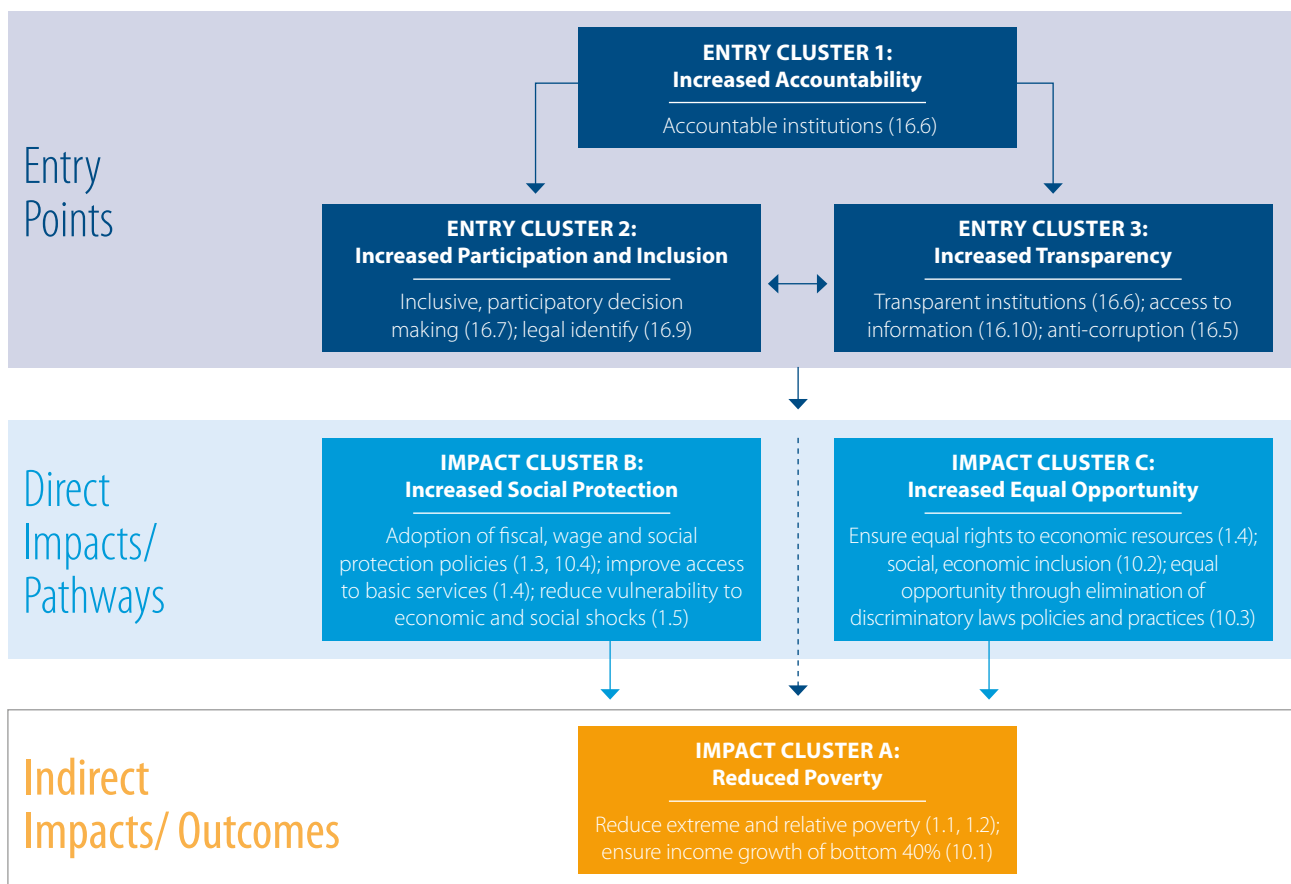 Entry
Points
ENTRY CLUSTER 1:
Increased Accountability
Accountable institutions (16.6)
ENTRY CLUSTER 2:
Increased Participation and Inclusion
Inclusive, participatory decision
making (16.7); legal identify (16.9)
ENTRY CLUSTER 3:
Increased Transparency
Transparent institutions (16.6); access to
information (16.10); anti-corruption (16.5)
Direct
Impacts/
Pathways
IMPACT CLUSTER B:
Increased Social Protection
Adoption of fiscal, wage and social
protection policies (1.3, 10.4); improve access
to basic services (1.4); reduce vulnerability to
economic and social shocks (1.5)
IMPACT CLUSTER C:
Increased Equal Opportunity
Ensure equal rights to economic resources (1.4);
social, economic inclusion (10.2); equal
opportunity through elimination of
discriminatory laws policies and practices (10.3)
Indirect
Impacts/ Outcomes
IMPACT CLUSTER A:
Reduced Poverty
Reduce extreme and relative poverty (1.1, 1.2);
ensure income growth of bottom 40% (10.1)